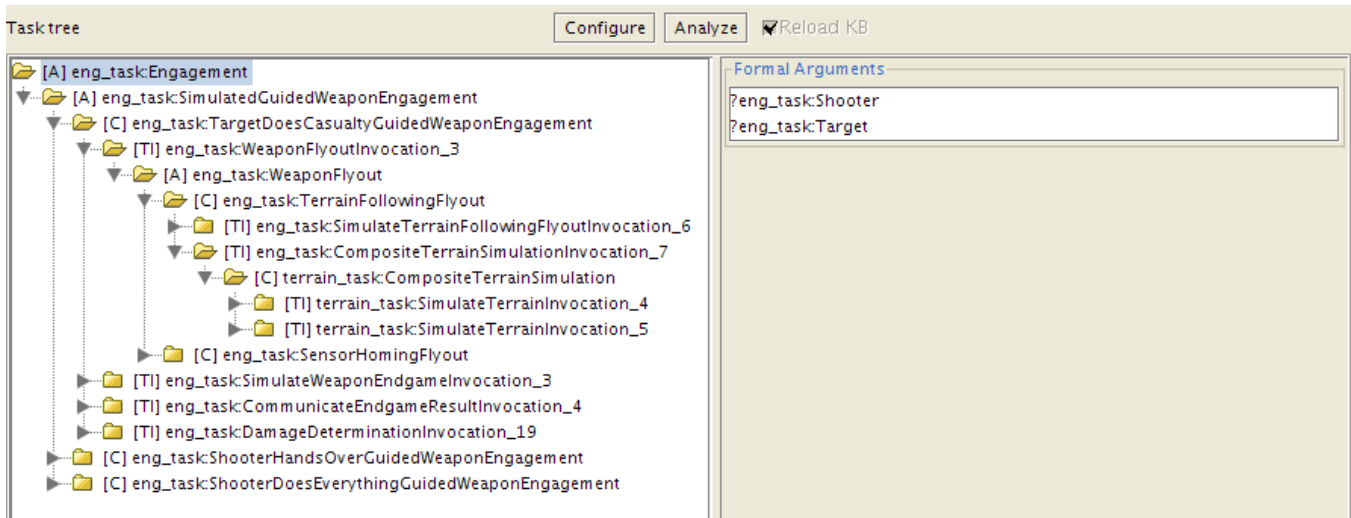 Task tree
Configure
Analyze
Reload KB
[A] eng_task:Engagement
[A] eng_task:SimulatedGuidedWeaponEngagement
[C] eng_task:TargetDoesCasualtyGuidedWeaponEngagement
[TI] eng_task:WeaponFlyoutInvocation_3
[A] eng_task:WeaponFlyout
[C] eng_task:TerrainFollowingFlyout
[TI] eng_task:SimulateTerrainFollowingFlyoutInvocation_6
[TI] eng_task:CompositeTerrainSimulationInvocation_7
[C] terrain_task:CompositeTerrainSimulation
[TI] terrain_task:SimulateTerrainInvocation_4
[TI] terrain_task:SimulateTerrainInvocation_5
[C] eng_task:SensorHomingFlyout
[TI] eng_task:SimulateWeaponEndgameInvocation_3
[TI] eng_task:CommunicateEndgameResultInvocation_4
[TI] eng_task:DamageDeterminationInvocation_19
[C] eng_task:ShooterHandsOverGuidedWeaponEngagement
[C] eng_task:ShooterDoesEverythingGuidedWeaponEngagement
Formal Arguments
?eng_task:Shooter
?eng_task:Target